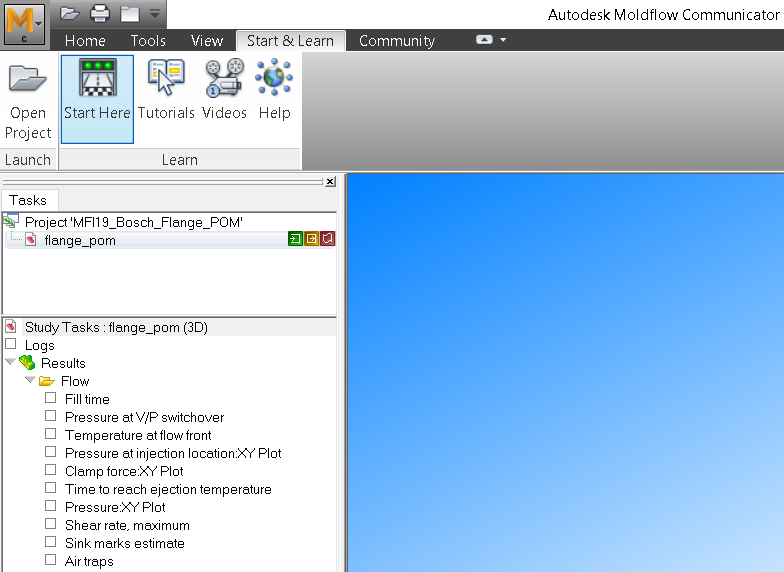 Autodesk Moldflow Communicator
M
C
Home Tools View Start & Learn Community
Start Here Tutorials Videos Help
Open
Project
Launch Learn
Tasks
Project 'MFI19_Bosch_Flange_POM'
flange_pom
Study Tasks : flange_pom (3D)
Logs
Results
Flow
Fill time
Pressure at V/P switchover
Temperature at flow front
Pressure at injection location:XY Plot
Clamp force:XY Plot
Time to reach ejection temperature
Pressure:XY Plot
Shear rate, maximum
Sink marks estimate
Air traps